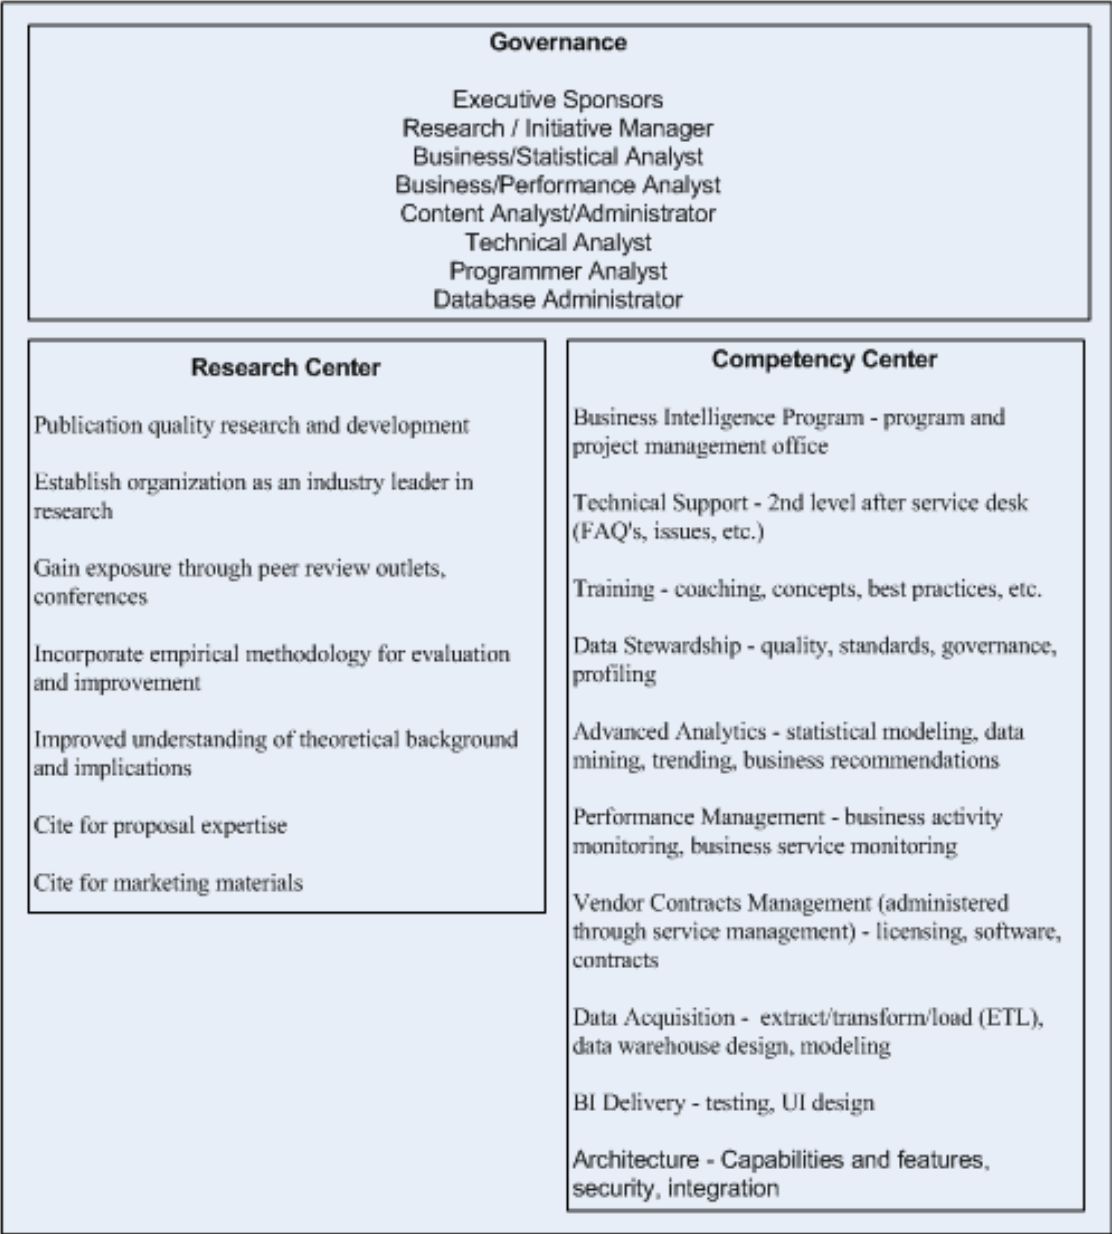 Governance
Executive Sponsors
Research / Initiative Manager
Business/Statistical Analyst
Business/Performance Analyst
Content Analyst/Administrator
Technical Analyst
Programmer Analyst
Database Administrator
Research Center
Publication quality research and development
Establish organization as an industry leader in
research
Gain exposure through peer review outlets,
conferences
Incorporate empirical methodology for evaluation
and improvement
Improved understanding of theoretical background
and implications
Cite for proposal expertise
Cite for marketing materials
Competency Center
Business Intelligence Program - program and
project management office
Technical Support - 2nd level after service desk
(FAQ's, issues, etc.)
Training - coaching, concepts, best practices, etc.
Data Stewardship - quality, standards, governance,
profiling
Advanced Analytics - statistical modeling, data
mining, trending, business recommendations
Performance Management - business activity
monitoring, business service monitoring
Vendor Contracts Management (administered
through service management) - licensing, software,
contracts
Data Acquisition -  extract/transform/load (ETL),
data warehouse design, modeling
BI Delivery - testing, UI design
Architecture - Capabilities and features,
security, integration